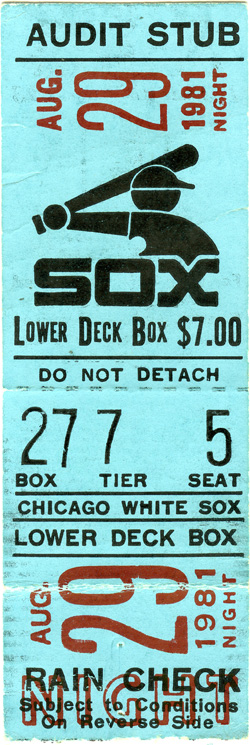 AUDIT STUB
AUG. 29 1981 NIGHT
SOX
LOWER DECK BOX $7.00
DO NOT DETACH
27 7 5
BOX TIER SEAT
CHICAGO WHITE SOX
LOWER DECK BOX
AUG. 29 1981 NIGHT
NIGHT
RAIN CHECK
Subject to Conditions
On Reverse Side